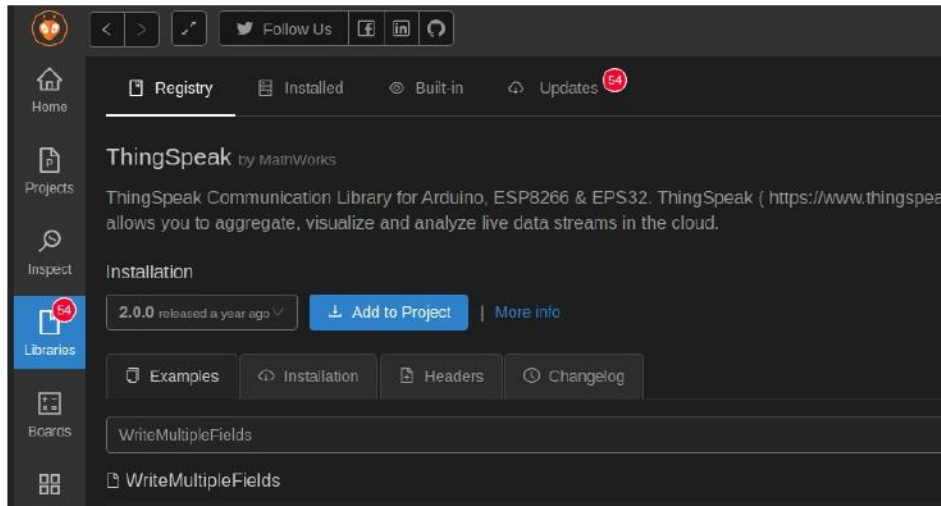 Follow Us
Home
Registry
Installed
Built-in
Updates 54
Projects
ThingSpeak by MathWorks
ThingSpeak Communication Library for Arduino, ESP8266 & EPS32. ThingSpeak ( https://www.thingspea
allows you to aggregate, visualize and analyze live data streams in the cloud.
Inspect
Installation
54
Libraries
2.0.0 released a year ago
Add to Project | More info
Examples
Installation
Headers
Changelog
Boards
WriteMultipleFields
WriteMultipleFields